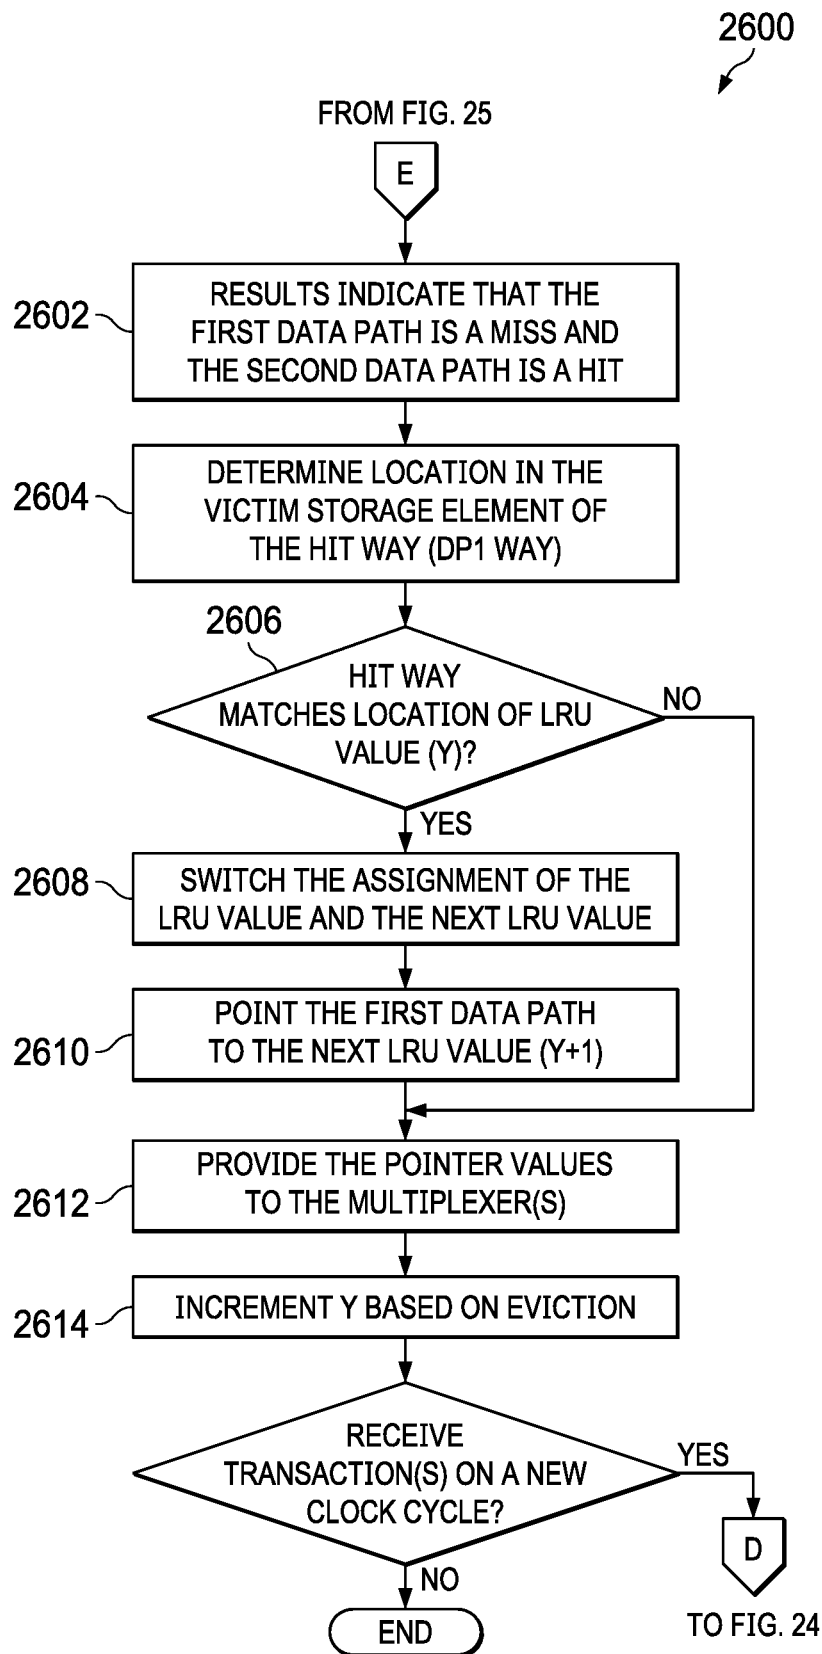 2600
FROM FIG. 25
E
2602
RESULTS INDICATE THAT THE
FIRST DATA PATH IS A MISS AND
THE SECOND DATA PATH IS A HIT
2604
DETERMINE LOCATION IN THE
VICTIM STORAGE ELEMENT OF
THE HIT WAY (DP1 WAY)
2606
HIT WAY
MATCHES LOCATION OF LRU
VALUE (Y)?
NO
YES
2608
SWITCH THE ASSIGNMENT OF THE
LRU VALUE AND THE NEXT LRU VALUE
2610
POINT THE FIRST DATA PATH
TO THE NEXT LRU VALUE (Y+1)
2612
PROVIDE THE POINTER VALUES
TO THE MULTIPLEXER(S)
2614
INCREMENT Y BASED ON EVICTION
RECEIVE
TRANSACTION(S) ON A NEW
CLOCK CYCLE?
YES
D
TO FIG. 24
NO
END